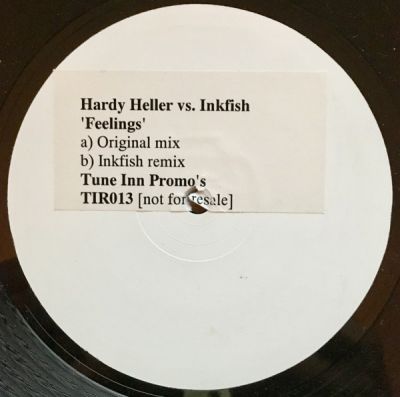 Hardy Heller vs. Inkfish
'Feelings'
a) Original mix
b) Inkfish remix
Tune Inn Promo's
TIR013 [not for resale]